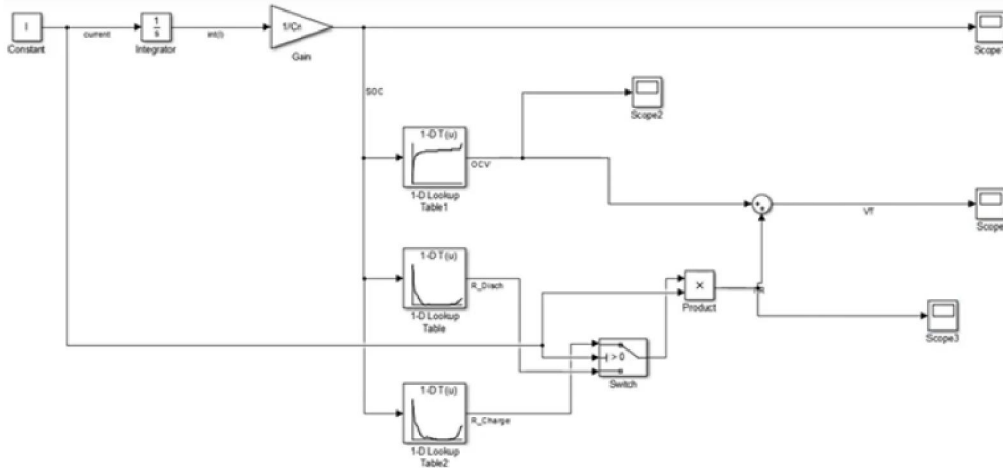 I
Constant
current
1
s
Integrator
int(I)
1/Cn
Gain
Scope1
SOC
Scope2
1-D T(u)
OCV
1-D Lookup
Table1
VT
Scope
1-D T(u)
R_Disch
1-D Lookup
Table
×
Product
Scope3
> 0
Switch
1-D T(u)
R_Charge
1-D Lookup
Table2